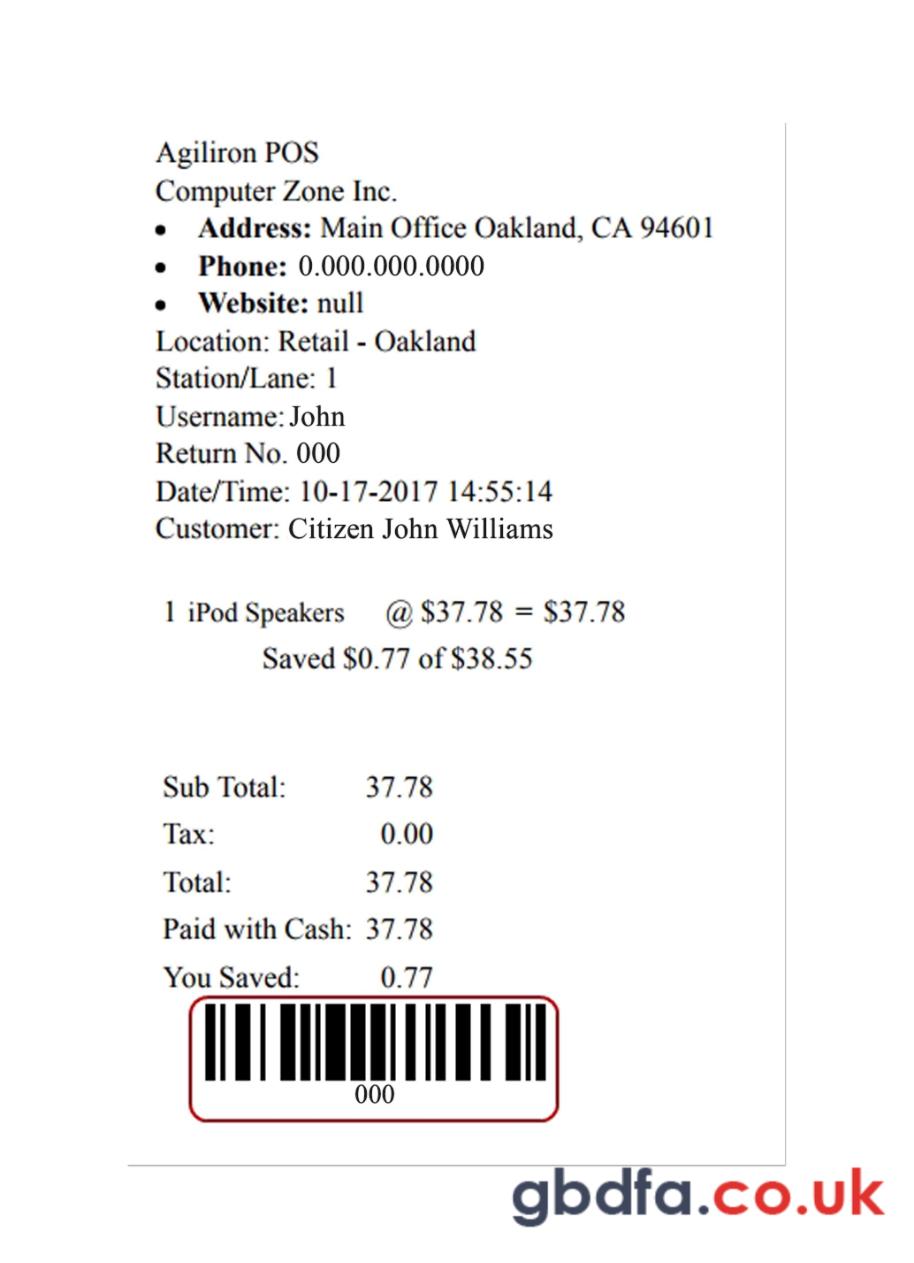 Agiliron POS
Computer Zone Inc.
• Address: Main Office Oakland, CA 94601
• Phone: 0.000.000.0000
• Website: null
Location: Retail - Oakland
Station/Lane: 1
Username: John
Return No. 000
Date/Time: 10-17-2017 14:55:14
Customer: Citizen John Williams
1 iPod Speakers @ $37.78 = $37.78
Saved $0.77 of $38.55
Sub Total: 37.78
Tax: 0.00
Total: 37.78
Paid with Cash: 37.78
You Saved: 0.77
000
gbdfa.co.uk